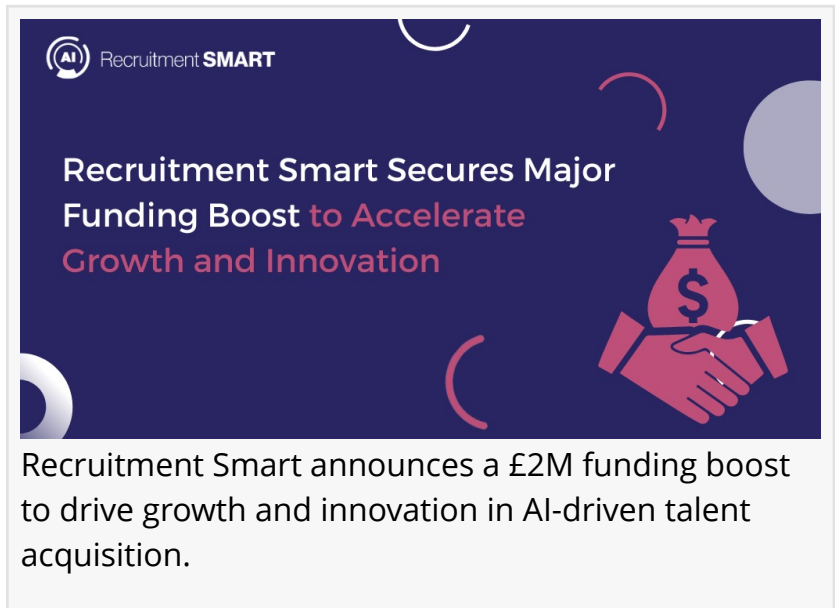 AI Recruitment SMART
Recruitment Smart Secures Major
Funding Boost to Accelerate
Growth and Innovation
$
Recruitment Smart announces a £2M funding boost
to drive growth and innovation in AI-driven talent
acquisition.